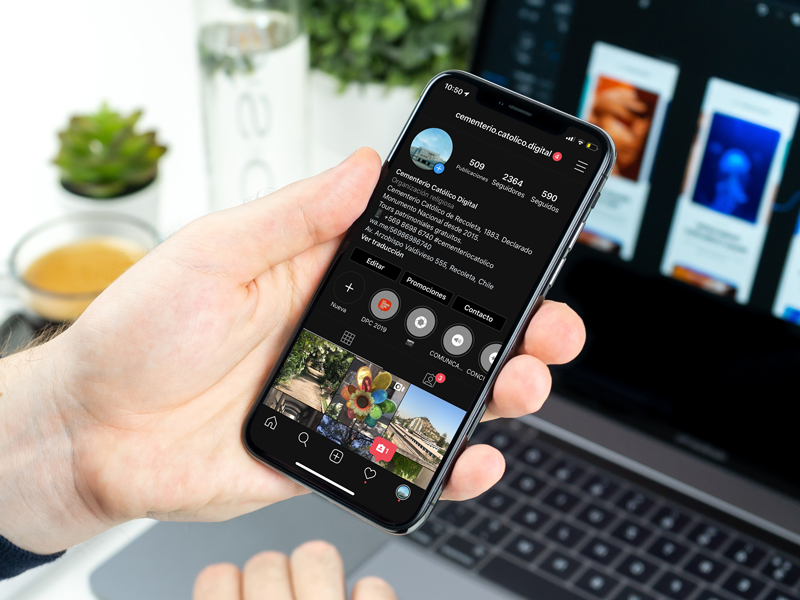 10:50
cementerio.catolico.digital 4
509 2364 590
Publicaciones Seguidores Seguidos
Cementerio Católico Digital
Organización religiosa
Cementerio Católico de Recoleta, 1883. Declarado
Monumento Nacional desde 2015.
Tours patrimoniales gratuitos.
+569 8698 6740 #cementeriocatolico
wa.me/56986986740
Av. Arzobispo Valdivieso 555, Recoleta, Chile
Ver traducción
Editar Promociones Contacto
Nueva DPC 2019 COMUNICA... CONCI
3
1